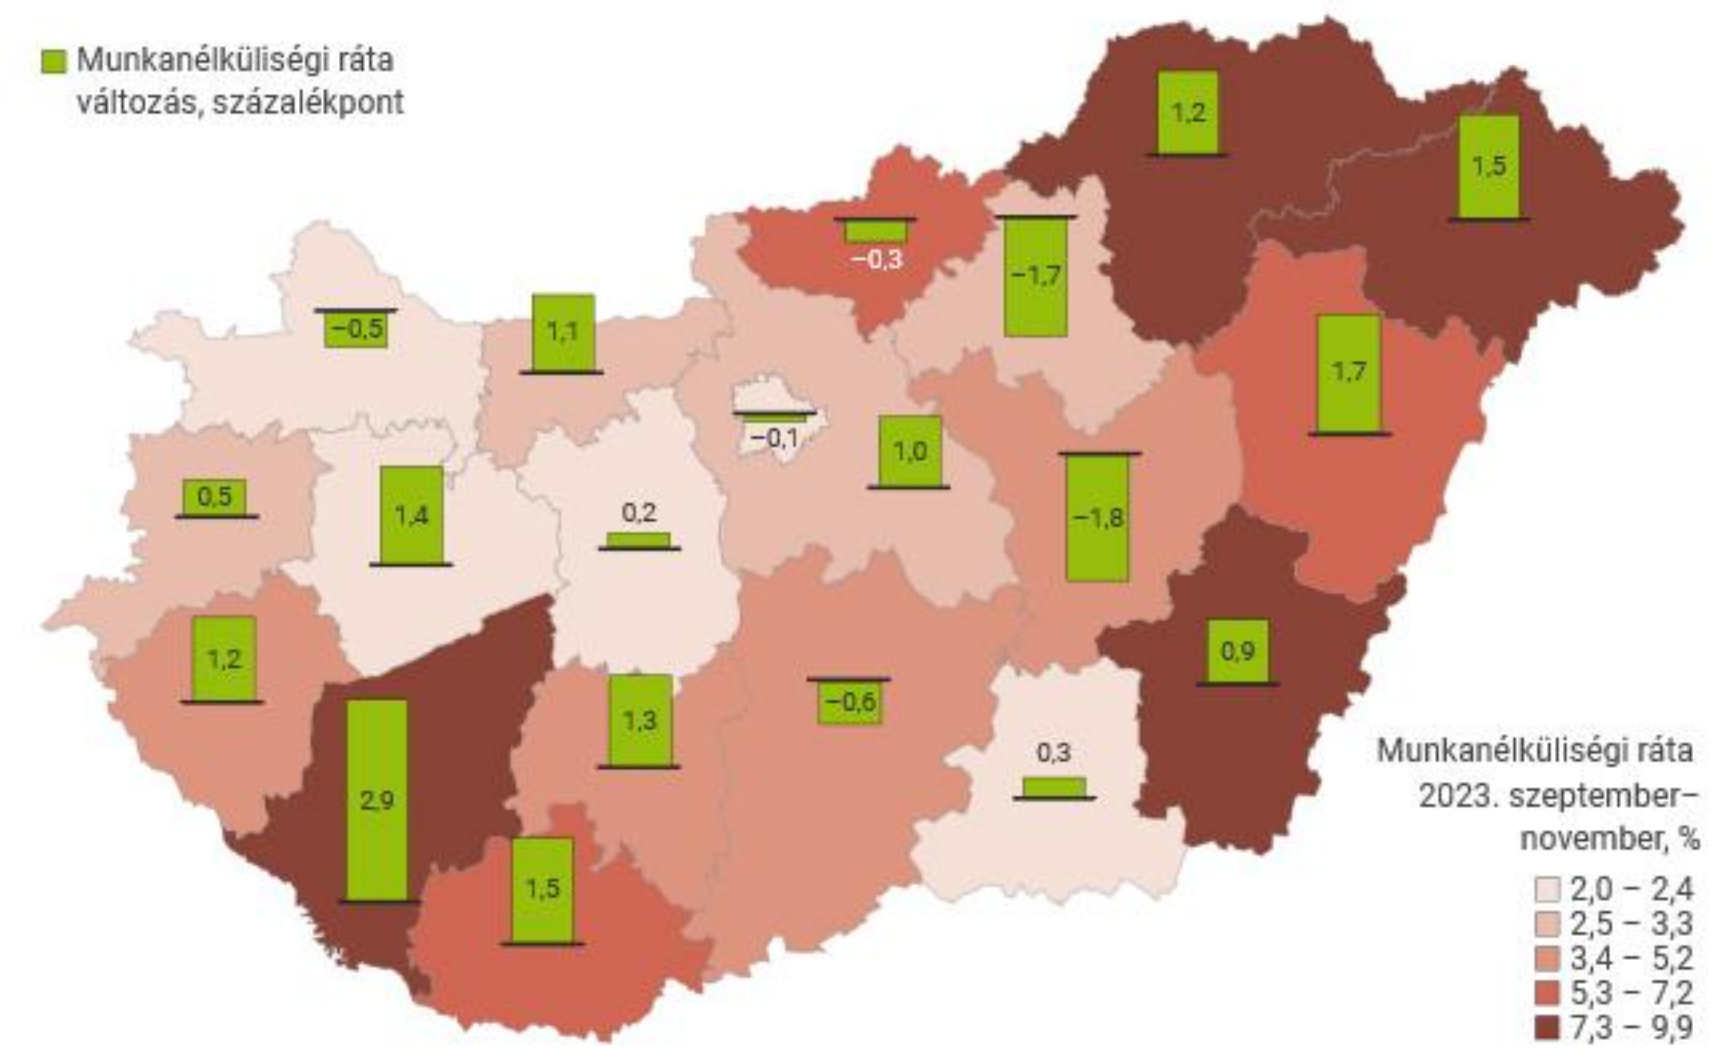 Munkanélküliségi ráta
változás, százalékpont
1,2
1,5
−0,3
−1,7
−0,5
1,1
1,7
−0,1
1,0
0,5
1,4
0,2
−1,8
1,2
0,9
1,3
−0,6
2,9
0,3
1,5
Munkanélküliségi ráta
2023. szeptember–
november, %
2,0 – 2,4
2,5 – 3,3
3,4 – 5,2
5,3 – 7,2
7,3 – 9,9